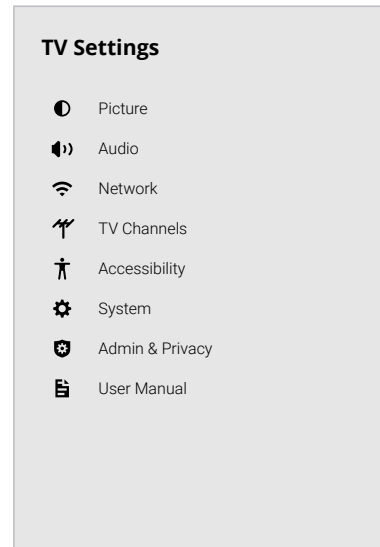 TV Settings
Picture
Audio
Network
TV Channels
Accessibility
System
Admin & Privacy
User Manual